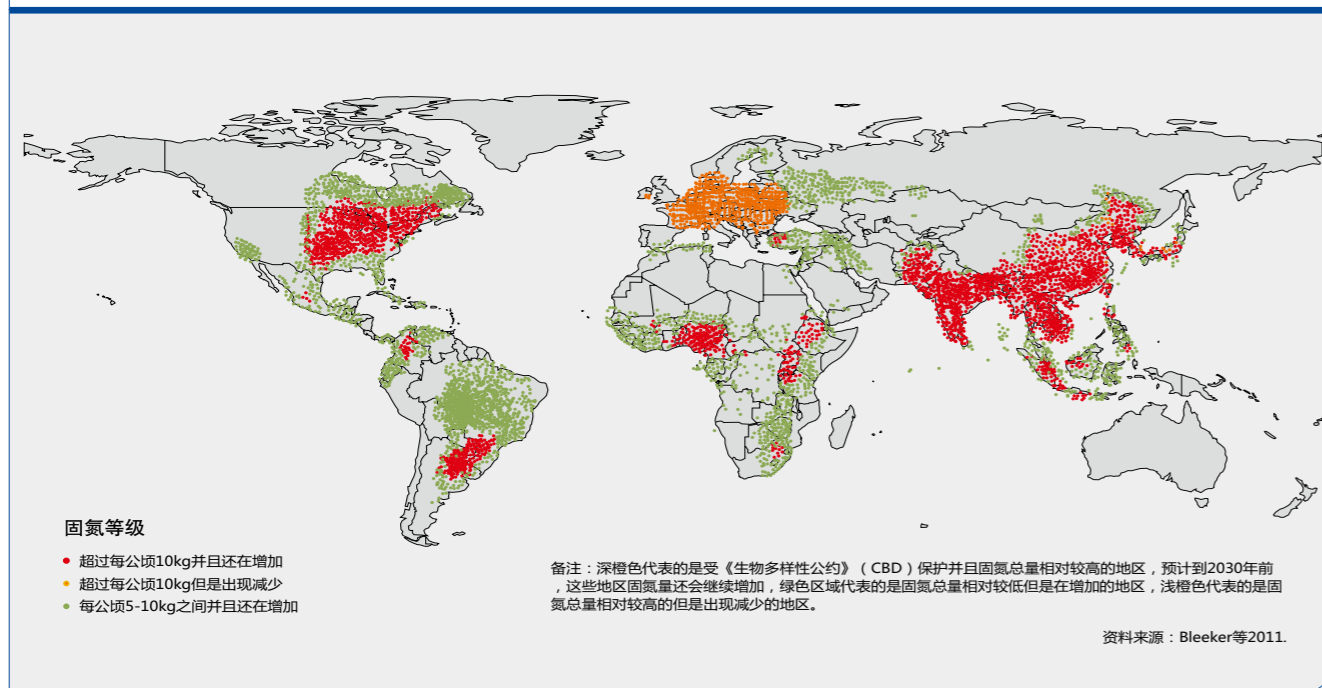 固氮等级
超过每公顷10kg并且还在增加
超过每公顷10kg但是出现减少
每公顷5-10kg之间并且还在增加
备注：深橙色代表的是受《生物多样性公约》（CBD）保护并且固氮总量相对较高的地区，预计到2030年前
，这些地区固氮量还会继续增加，绿色区域代表的是固氮总量相对较低但是在增加的地区，浅橙色代表的是固
氮总量相对较高的但是出现减少的地区。
资料来源：Bleeker等2011.